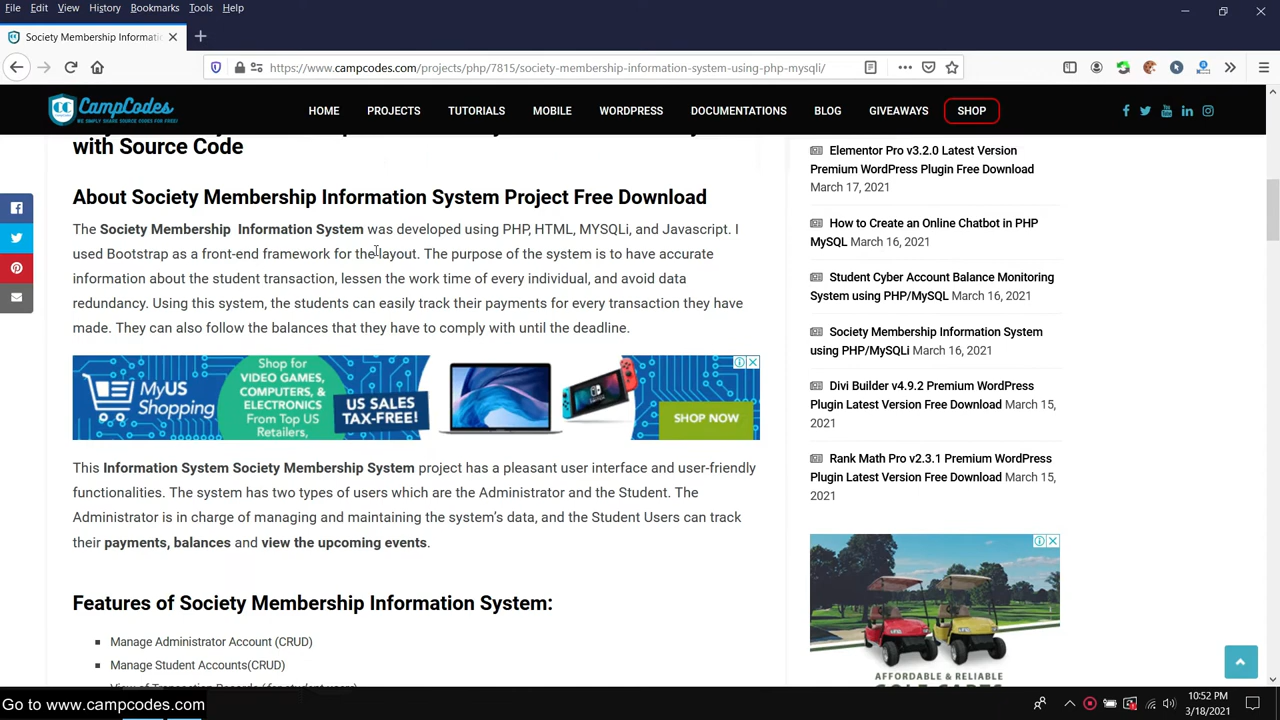 File Edit View History Bookmarks Tools Help
Society Membership Informati
https://www.campcodes.com/projects/php/7815/society-membership-information-system-using-php-mysqli/
CampCodes
WE SIMPLY SHARE SOURCE CODES FOR FREE!
HOME PROJECTS TUTORIALS MOBILE WORDPRESS DOCUMENTATIONS BLOG GIVEAWAYS SHOP
with Source Code
About Society Membership Information System Project Free Download
The Society Membership Information System was developed using PHP, HTML, MYSQLi, and Javascript. I
used Bootstrap as a front-end framework for the layout. The purpose of the system is to have accurate
information about the student transaction, lessen the work time of every individual, and avoid data
redundancy. Using this system, the students can easily track their payments for every transaction they have
made. They can also follow the balances that they have to comply with until the deadline.
MyUS
Shopping
Shop for
VIDEO GAMES,
COMPUTERS, &
ELECTRONICS
From Top US
Retailers,
US SALES
TAX-FREE!
SHOP NOW
This Information System Society Membership System project has a pleasant user interface and user-friendly
functionalities. The system has two types of users which are the Administrator and the Student. The
Administrator is in charge of managing and maintaining the system's data, and the Student Users can track
their payments, balances and view the upcoming events.
Features of Society Membership Information System:
Manage Administrator Account (CRUD)
Manage Student Accounts(CRUD)
Elementor Pro v3.2.0 Latest Version
Premium WordPress Plugin Free Download
March 17, 2021
How to Create an Online Chatbot in PHP
MySQL March 16, 2021
Student Cyber Account Balance Monitoring
System using PHP/MySQL March 16, 2021
Society Membership Information System
using PHP/MySQLi March 16, 2021
Divi Builder v4.9.2 Premium WordPress
Plugin Latest Version Free Download March 15,
2021
Rank Math Pro v2.3.1 Premium WordPress
Plugin Latest Version Free Download March 15,
2021
AFFORDABLE & RELIABLE
GOLF CARTS
Go to www.campcodes.com
10:52 PM
3/18/2021